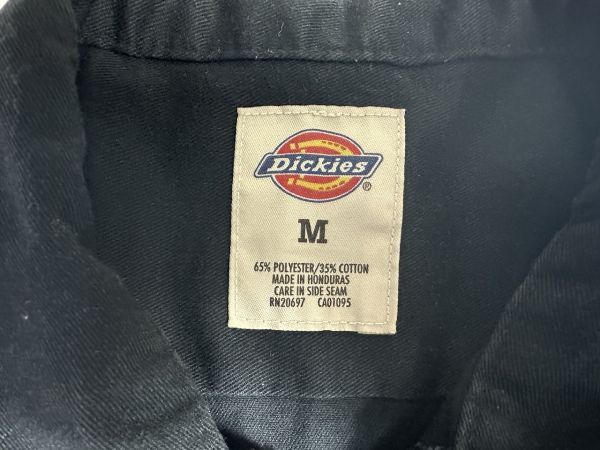 Dickies®
M
65% POLYESTER/35% COTTON
MADE IN HONDURAS
CARE IN SIDE SEAM
RN20697 CA01095